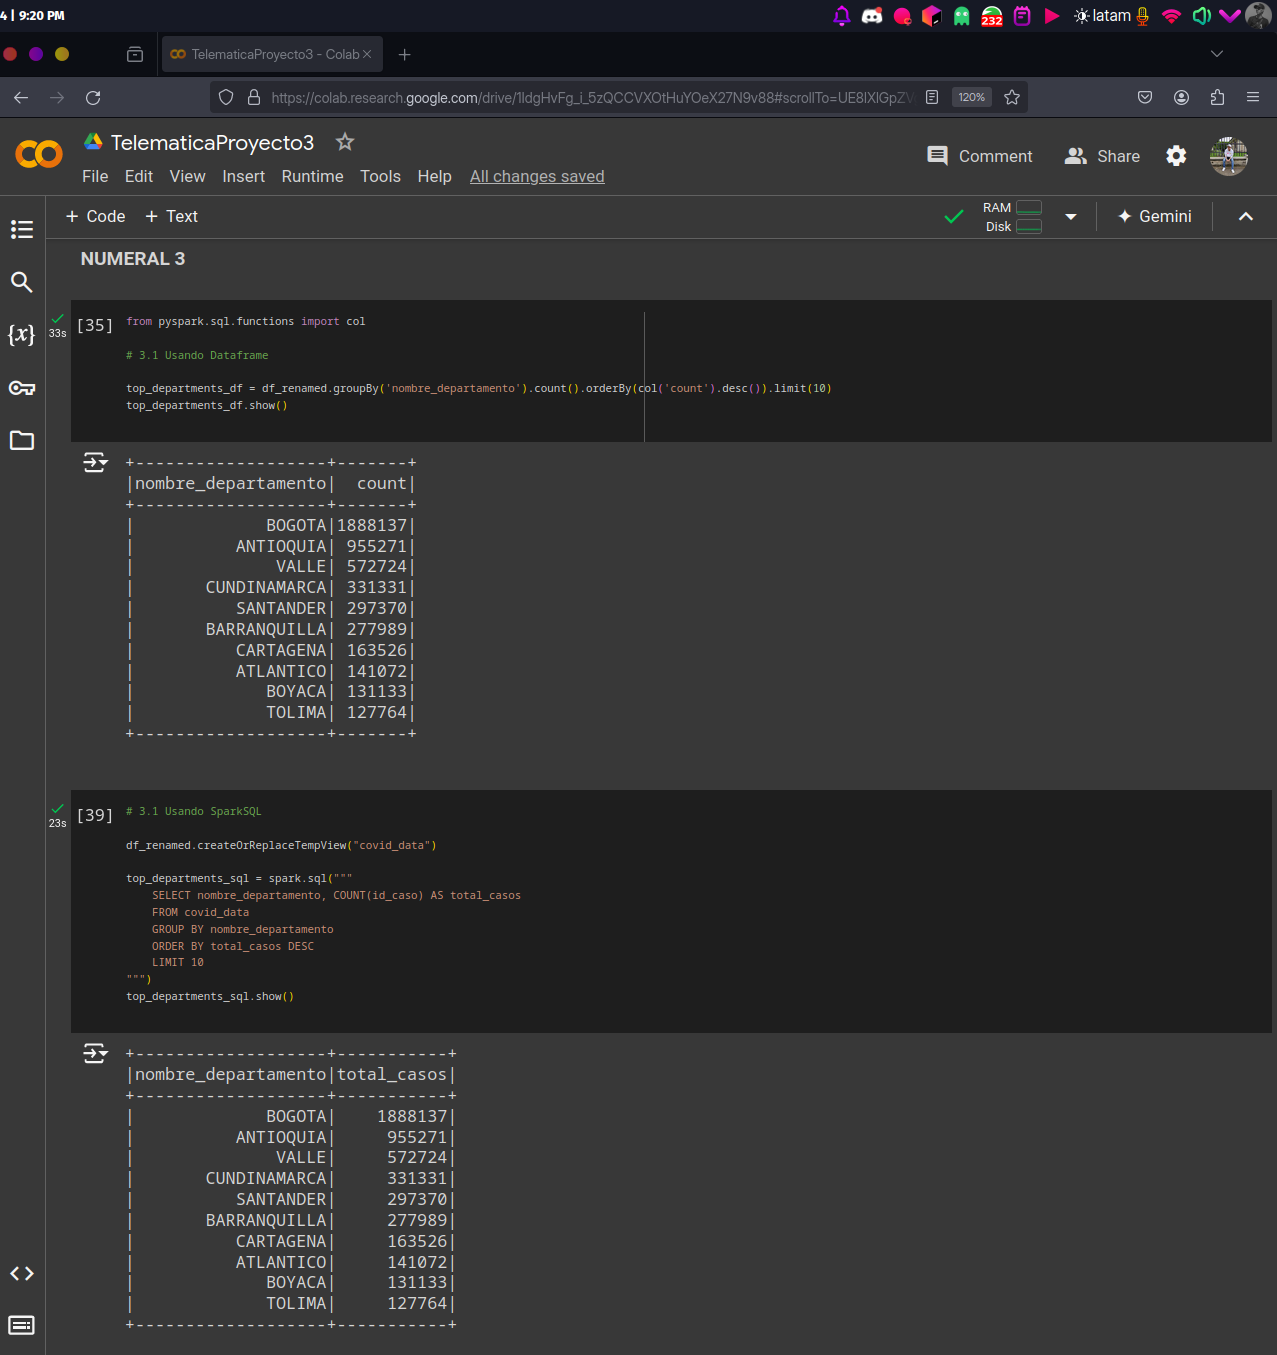 4 | 9:20 PM
232
latam
TelematicaProyecto3 - Colab
https://colab.research.google.com/drive/
120%
TelematicaProyecto3
File Edit View Insert Runtime Tools Help All changes saved
Comment Share
+ Code + Text
RAM
Disk
Gemini
{x}
NUMERAL 3
33s
[35]
from pyspark.sql.functions import col
# 3.1 Usando Dataframe
top_departments_df = df_renamed.groupBy('nombre_departamento').count().orderBy(col('count').desc()).limit(10)
top_departments_df.show()
+-------------------+-------+
|nombre_departamento|  count|
+-------------------+-------+
|             BOGOTA|1888137|
|          ANTIOQUIA| 955271|
|              VALLE| 572724|
|       CUNDINAMARCA| 331331|
|          SANTANDER| 297370|
|       BARRANQUILLA| 277989|
|          CARTAGENA| 163526|
|          ATLANTICO| 141072|
|             BOYACA| 131133|
|             TOLIMA| 127764|
+-------------------+-------+
23s
[39]
# 3.1 Usando SparkSQL
df_renamed.createOrReplaceTempView("covid_data")
top_departments_sql = spark.sql("""
    SELECT nombre_departamento, COUNT(id_caso) AS total_casos
    FROM covid_data
    GROUP BY nombre_departamento
    ORDER BY total_casos DESC
    LIMIT 10
""")
top_departments_sql.show()
+-------------------+-----------+
|nombre_departamento|total_casos|
+-------------------+-----------+
|             BOGOTA|    1888137|
|          ANTIOQUIA|     955271|
|              VALLE|     572724|
|       CUNDINAMARCA|     331331|
|          SANTANDER|     297370|
|       BARRANQUILLA|     277989|
|          CARTAGENA|     163526|
|          ATLANTICO|     141072|
|             BOYACA|     131133|
|             TOLIMA|     127764|
+-------------------+-----------+